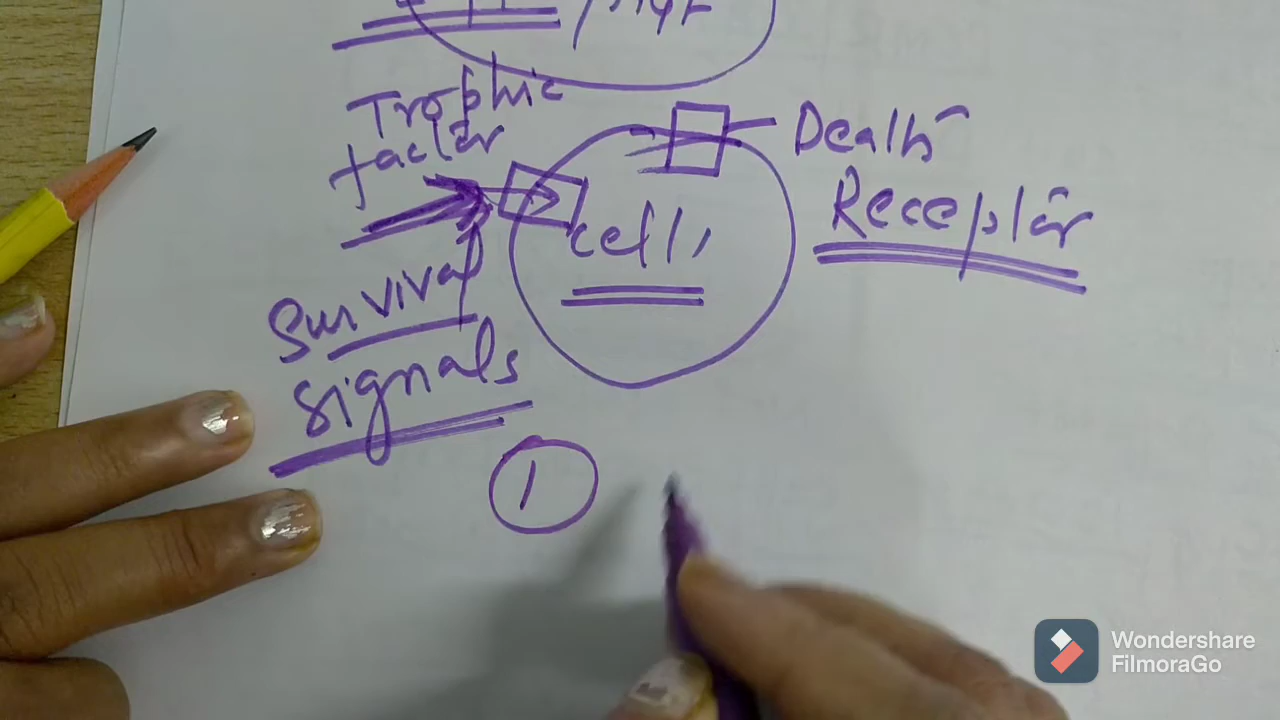 Trophic
factor
Death
Receptor
cell,
Survival
signals
1
Wondershare
FilmoraGo